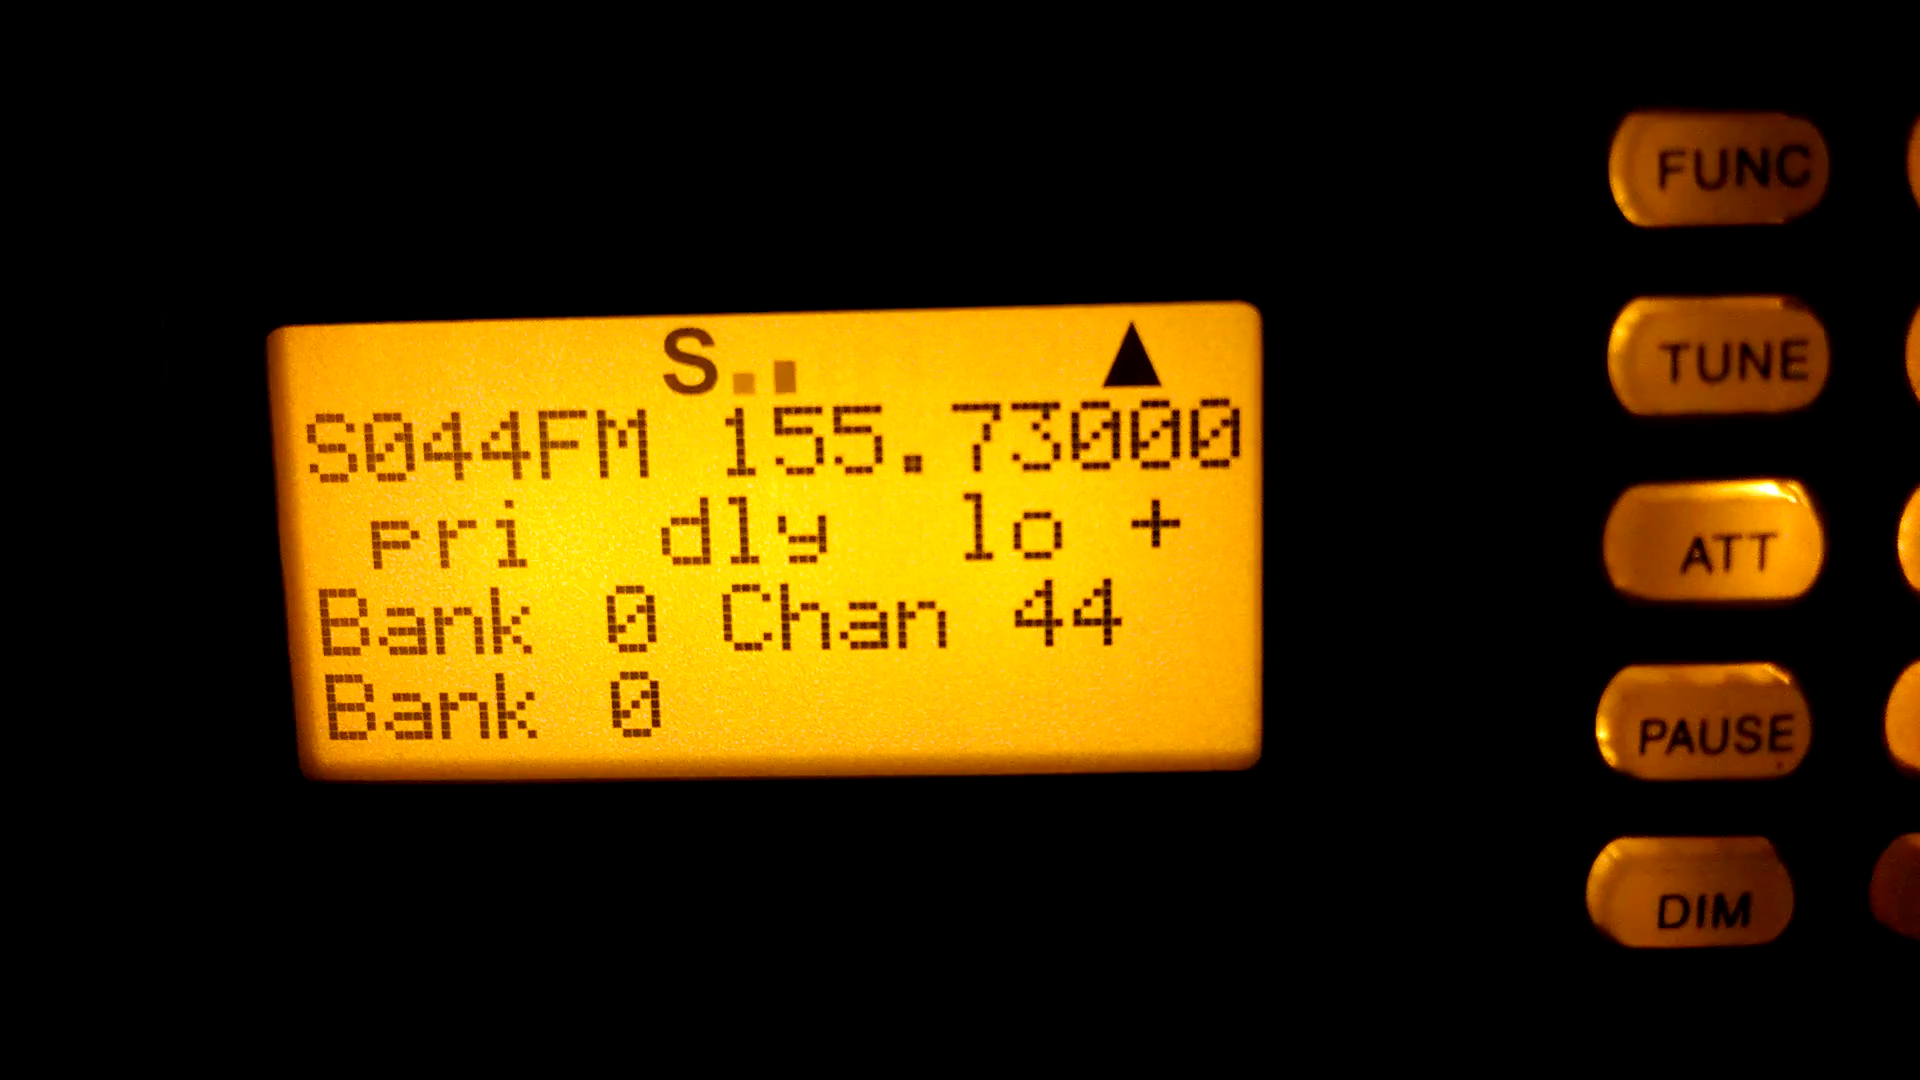 S
S044FM 155.73000
pri dly lo +
Bank 0 Chan 44
Bank 0
FUNC
TUNE
ATT
PAUSE
DIM